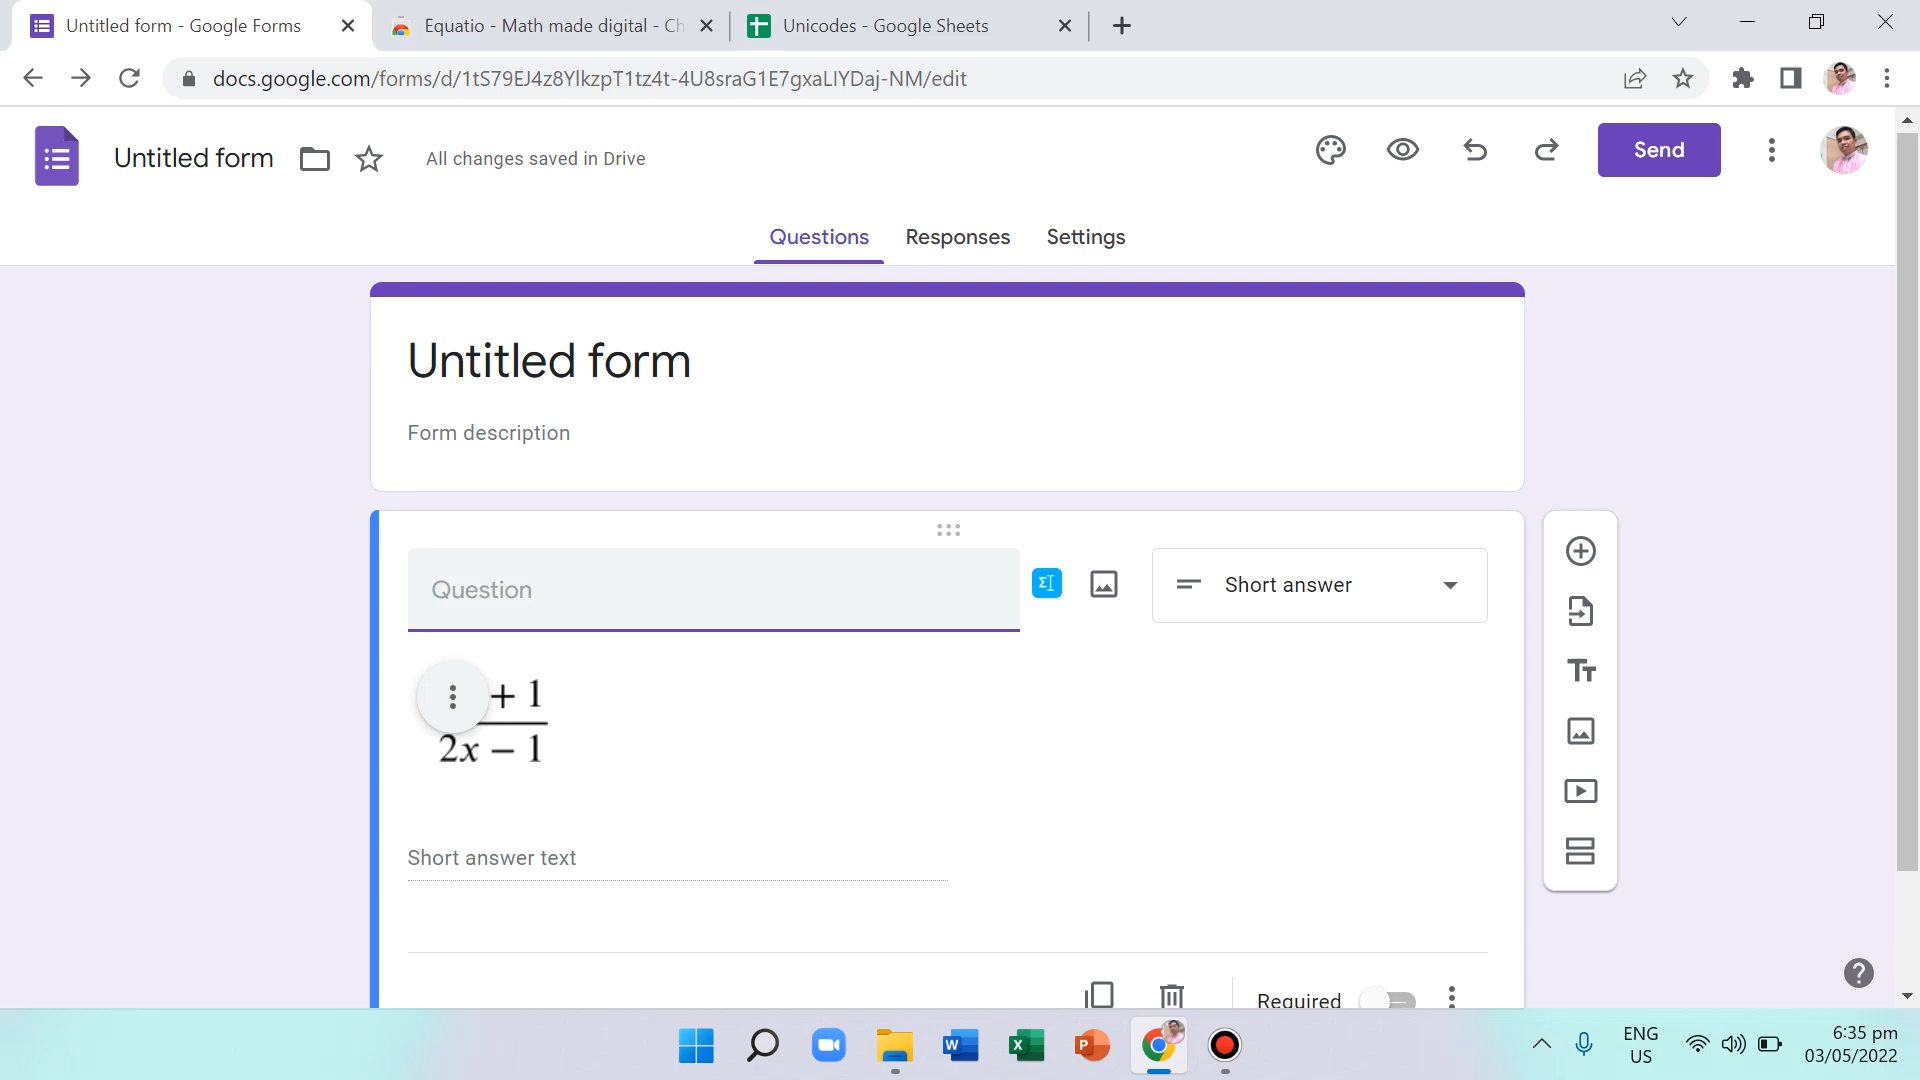 Untitled form - Google Forms
Equatio - Math made digital - Ch
Unicodes - Google Sheets
docs.google.com/forms/d/1tS79EJ4z8YlkzpT1tz4t-4U8sraG1E7gxaLIYDaj-NM/edit
Untitled form
All changes saved in Drive
Send
Questions
Responses
Settings
Untitled form
Form description
Question
Short answer
+ 1
2x − 1
Short answer text
Required
ENG
US
6:35 pm
03/05/2022